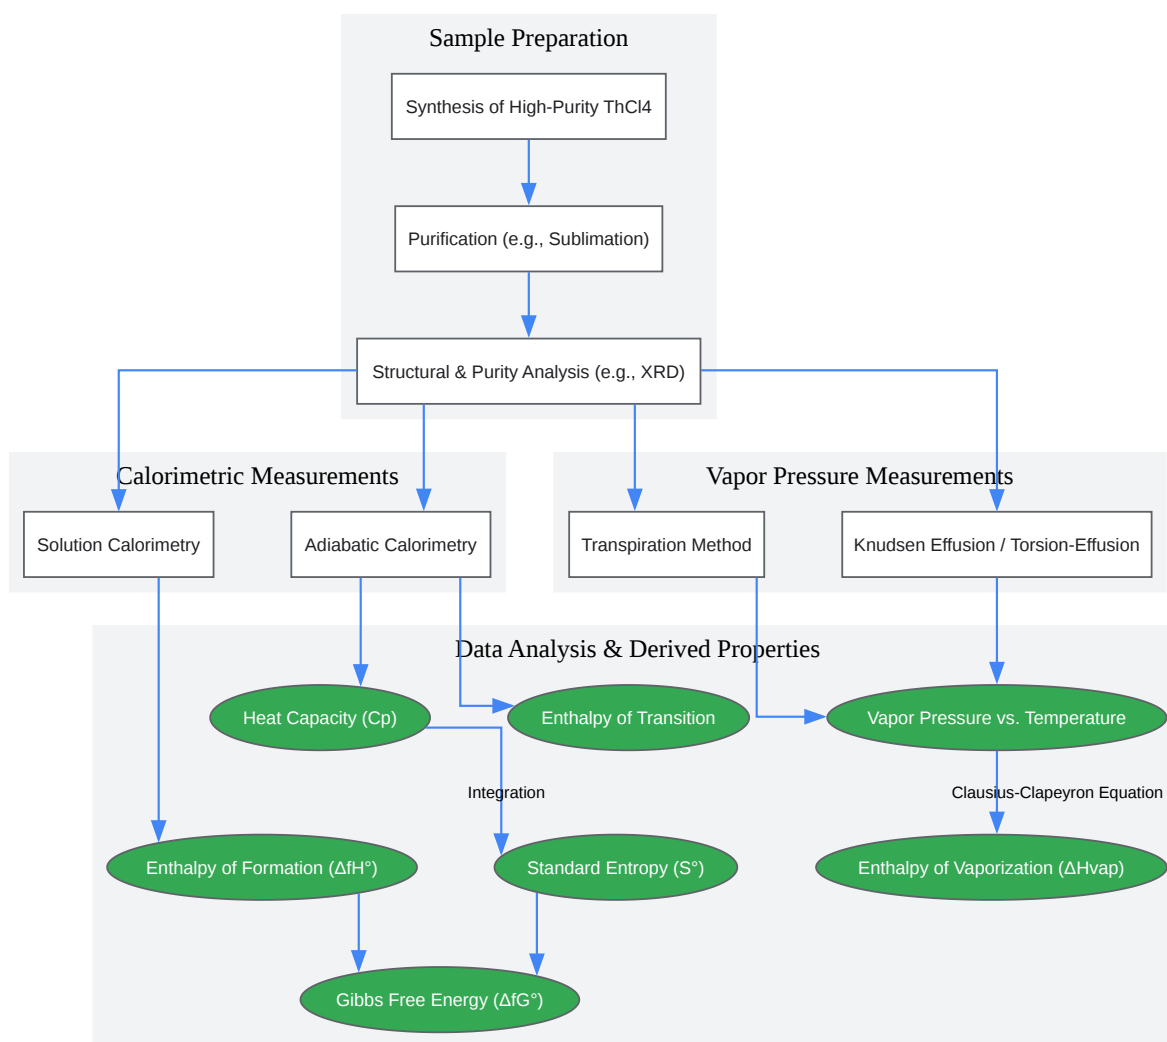 Sample Preparation
Synthesis of High-Purity ThCl4
Purification (e.g., Sublimation)
Structural & Purity Analysis (e.g., XRD)
Calorimetric Measurements
Vapor Pressure Measurements
Solution Calorimetry
Adiabatic Calorimetry
Transpiration Method
Knudsen Effusion / Torsion-Effusion
Data Analysis & Derived Properties
Heat Capacity (Cp)
Enthalpy of Transition
Vapor Pressure vs. Temperature
Integration
Clausius-Clapeyron Equation
Enthalpy of Formation (ΔfH°)
Standard Entropy (S°)
Enthalpy of Vaporization (ΔHvap)
Gibbs Free Energy (ΔfG°)